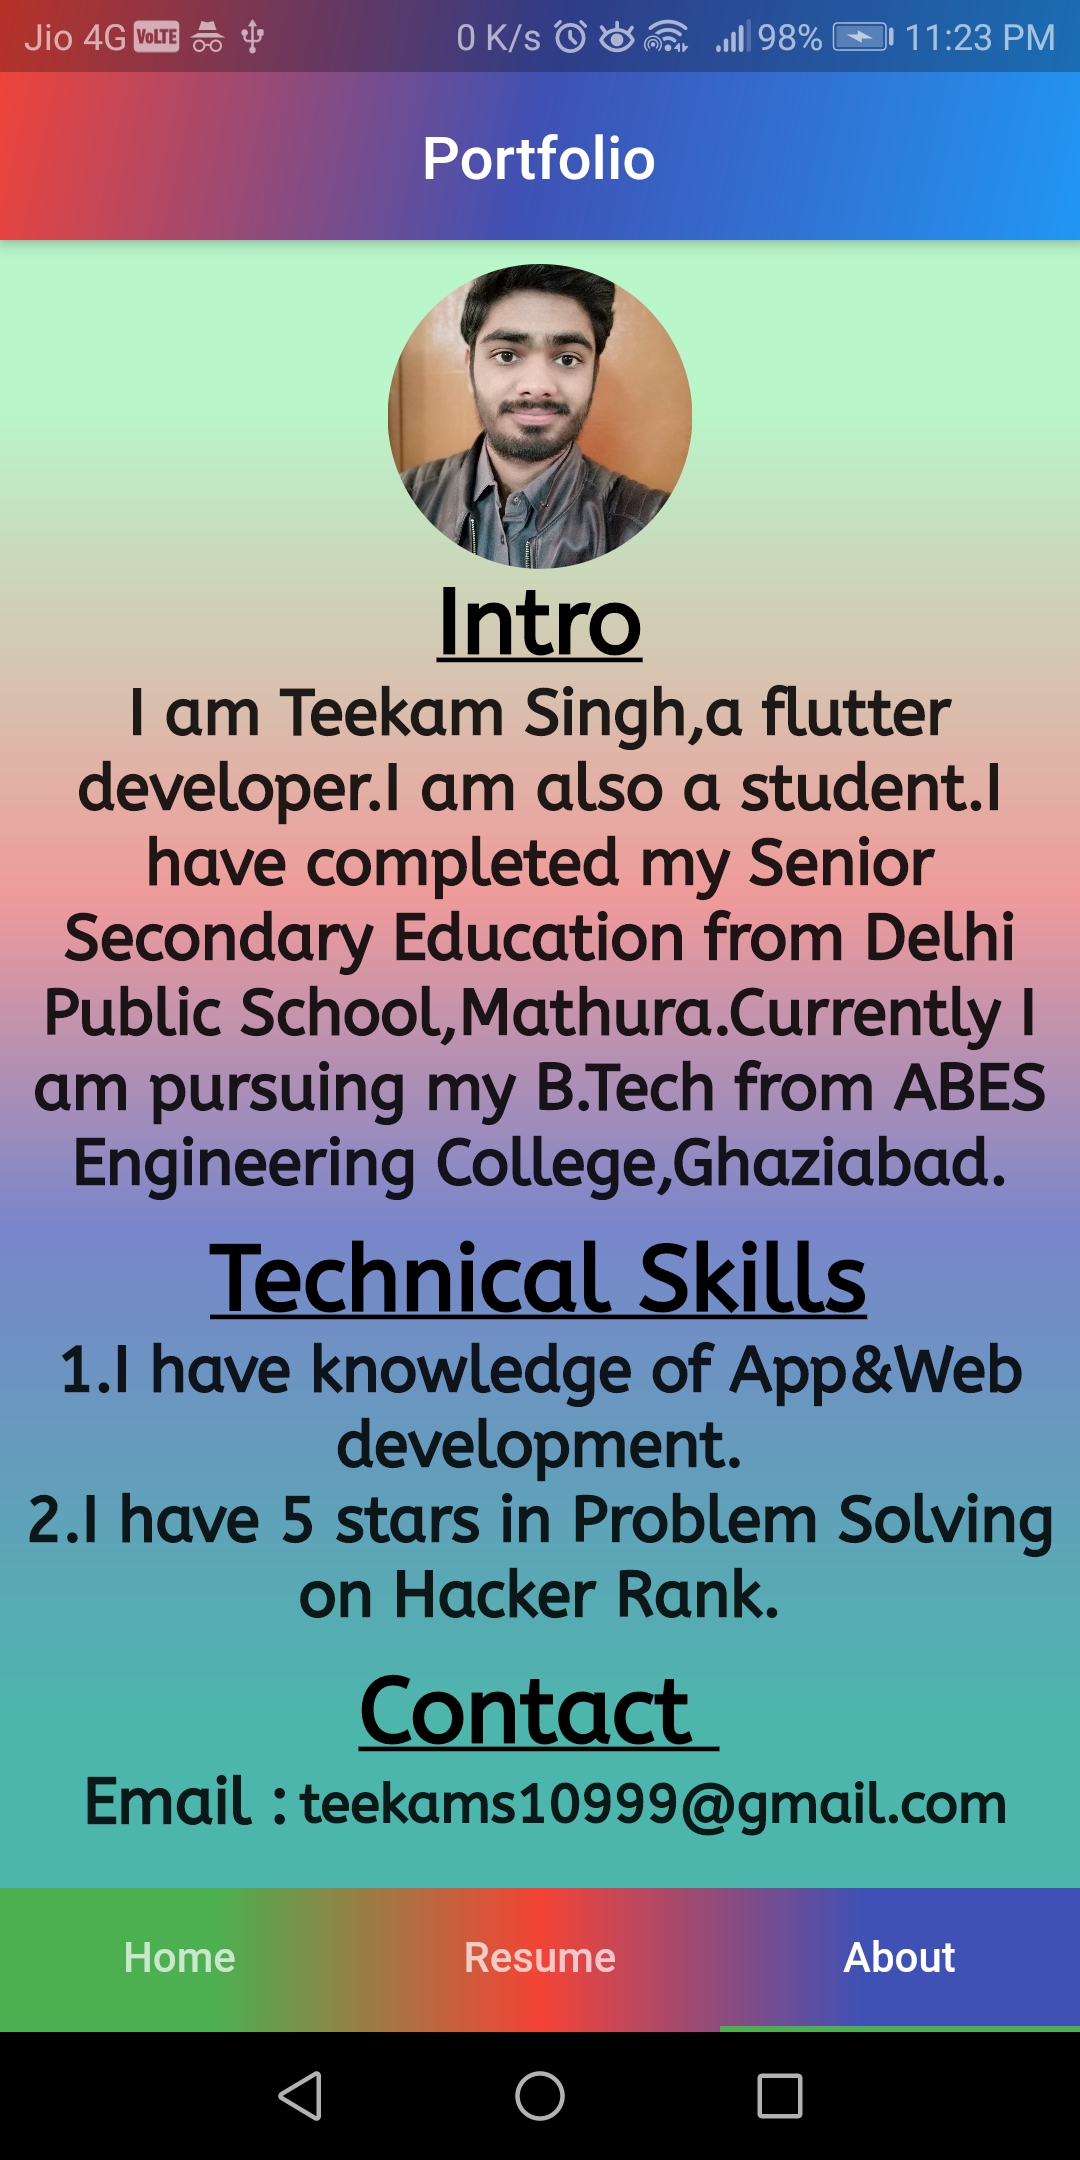 Jio 4G VoLTE 0 K/s 98% 11:23 PM
Portfolio
Intro
I am Teekam Singh,a flutter
developer.I am also a student.I
have completed my Senior
Secondary Education from Delhi
Public School,Mathura.Currently I
am pursuing my B.Tech from ABES
Engineering College,Ghaziabad.
Technical Skills
1.I have knowledge of App&Web
development.
2.I have 5 stars in Problem Solving
on Hacker Rank.
Contact
Email : teekams10999@gmail.com
Home Resume About